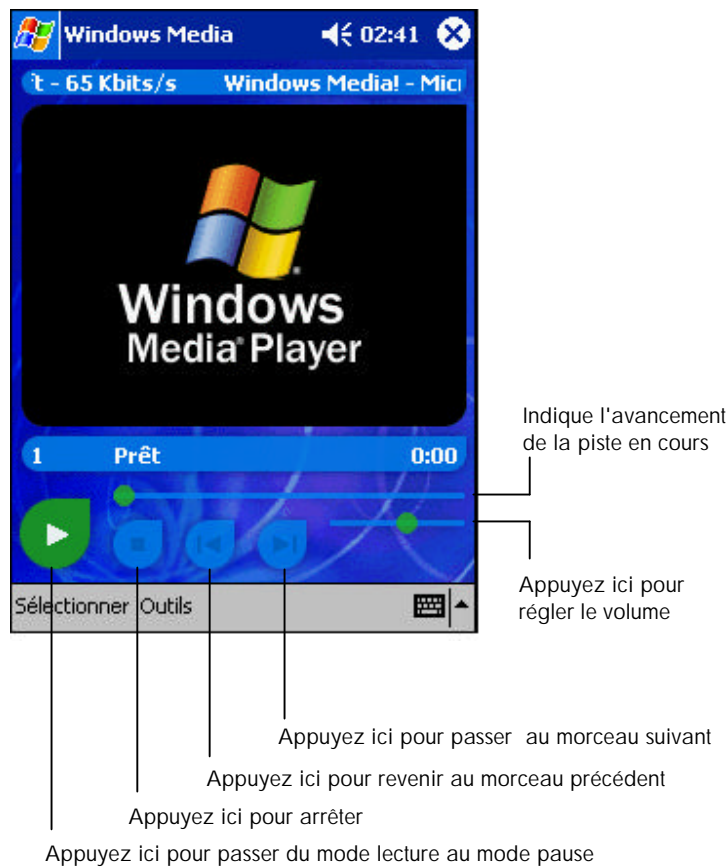 Windows Media 02:41
't - 65 Kbits/s Windows Media! - Mic
Windows
Media Player
Indique l'avancement
de la piste en cours
1 Prêt 0:00
Appuyez ici pour
régler le volume
Sélectionner Outils
Appuyez ici pour passer au morceau suivant
Appuyez ici pour revenir au morceau précédent
Appuyez ici pour arrêter
Appuyez ici pour passer du mode lecture au mode pause